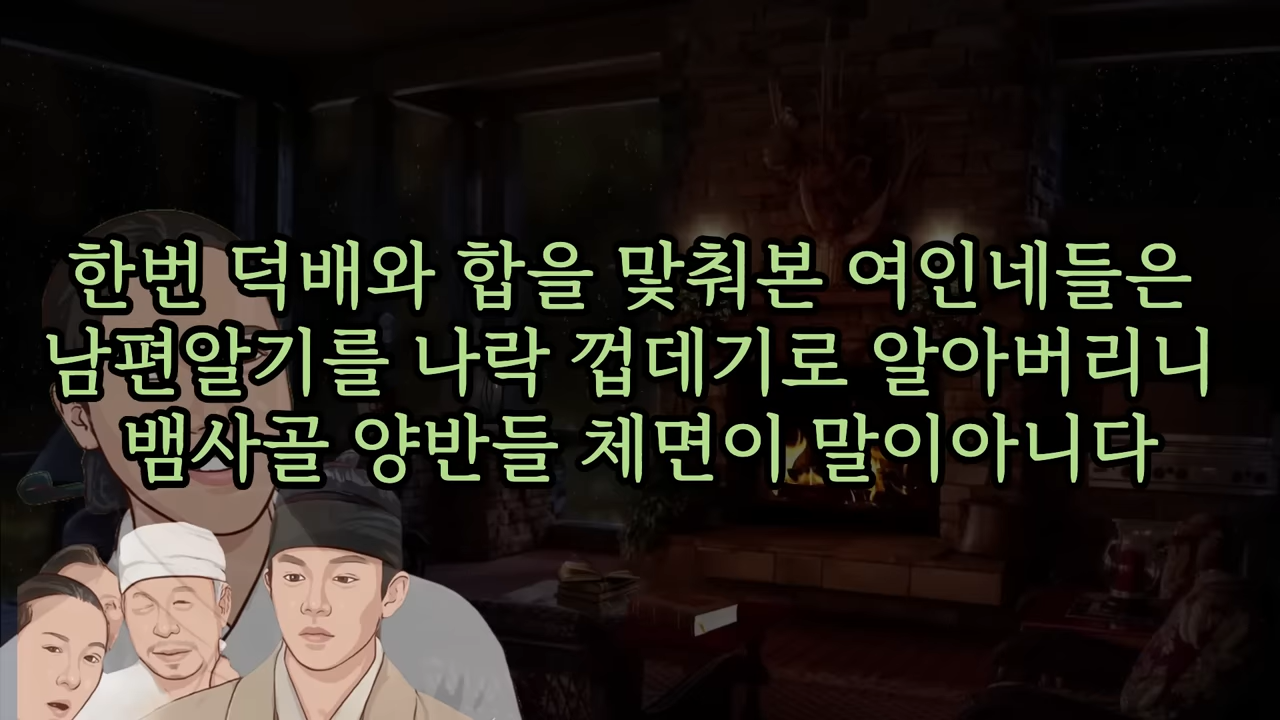 한번 덕배와 합을 맞춰본 여인네들은
남편알기를 나락 껍데기로 알아버리니
뱀사골 양반들 체면이 말이아니다